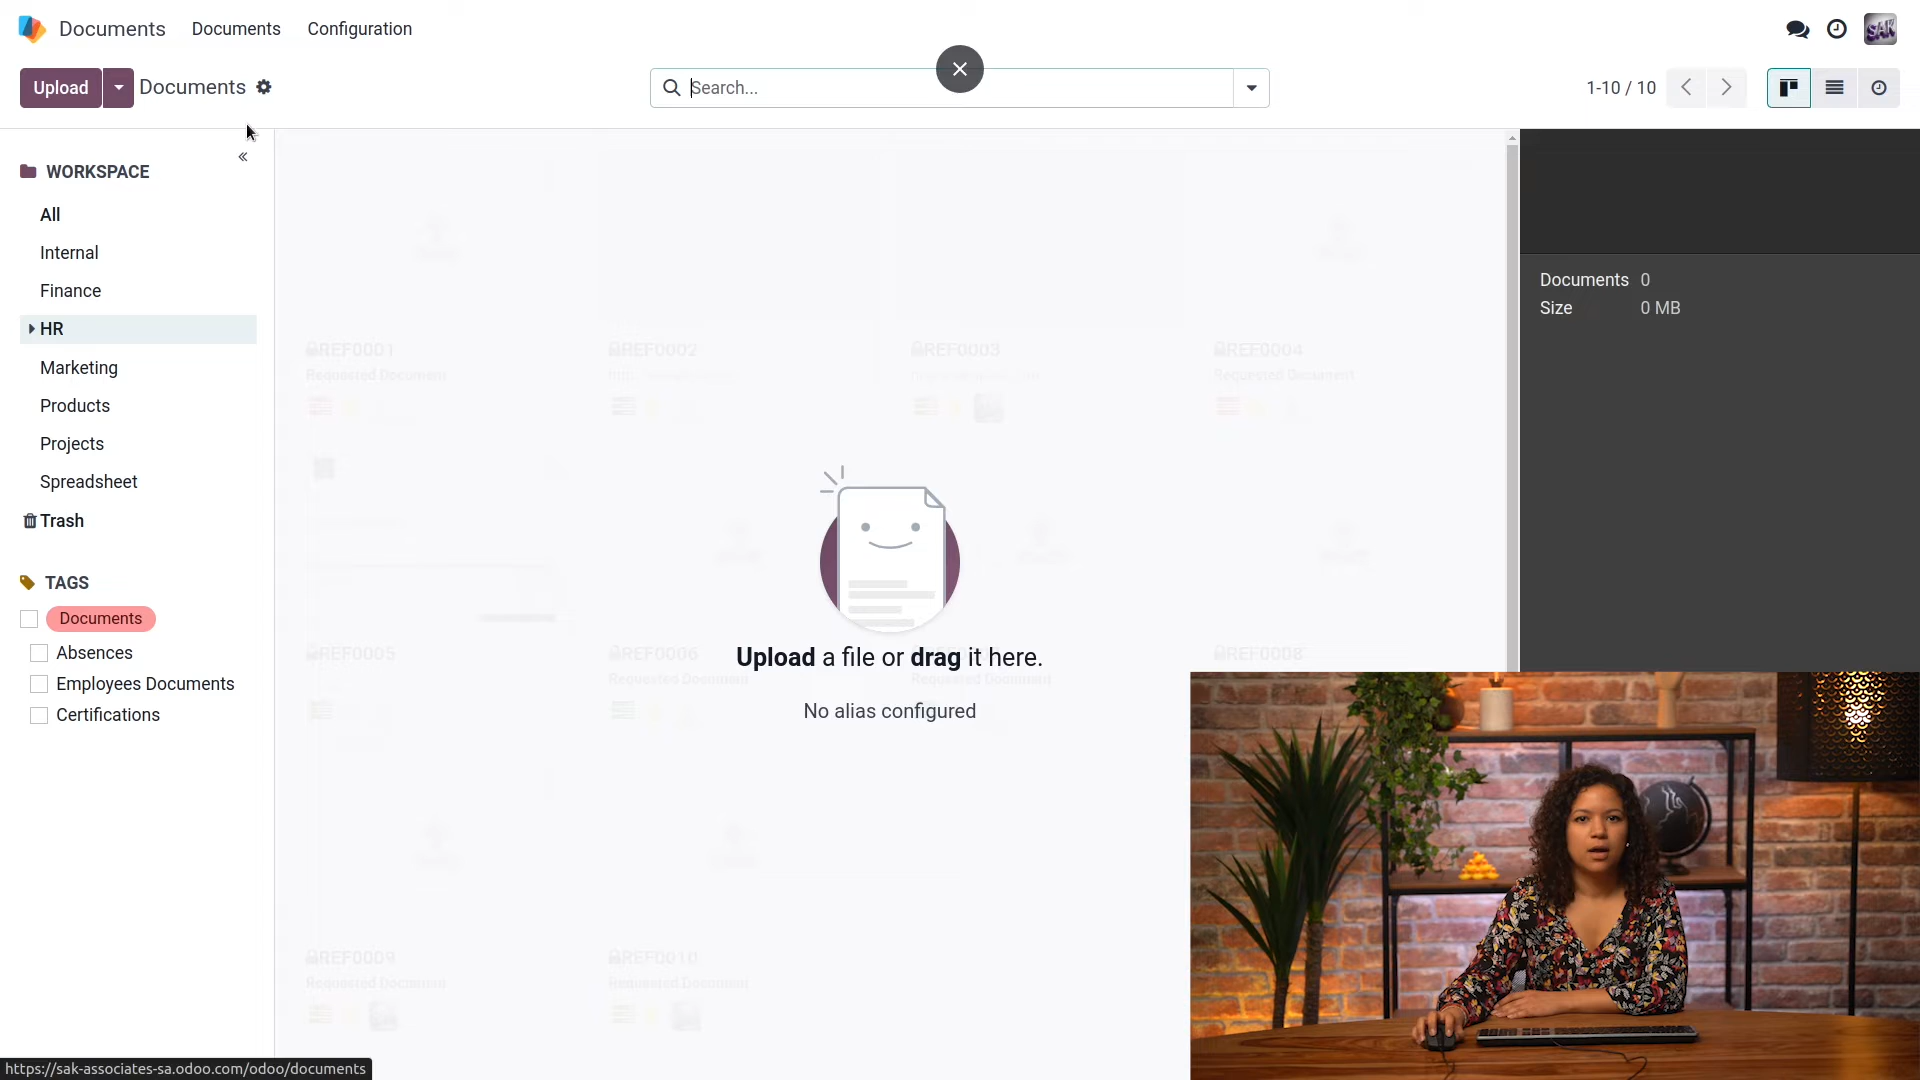 Documents Documents Configuration
Upload Documents Search... 1-10 / 10
WORKSPACE
All
Internal
Finance
HR
Marketing
Products
Projects
Spreadsheet
Trash
TAGS
Documents
Absences
Employees Documents
Certifications
REF0001 REF0002 REF0003 REF0004
Requested Document Requested Document
REF0005 REF0006 REF0008
Requested Document Requested Document
Upload a file or drag it here.
No alias configured
REF0009 REF0010
Requested Document Requested Document
Documents 0
Size 0 MB
SAK
https://sak-associates-sa.odoo.com/odoo/documents